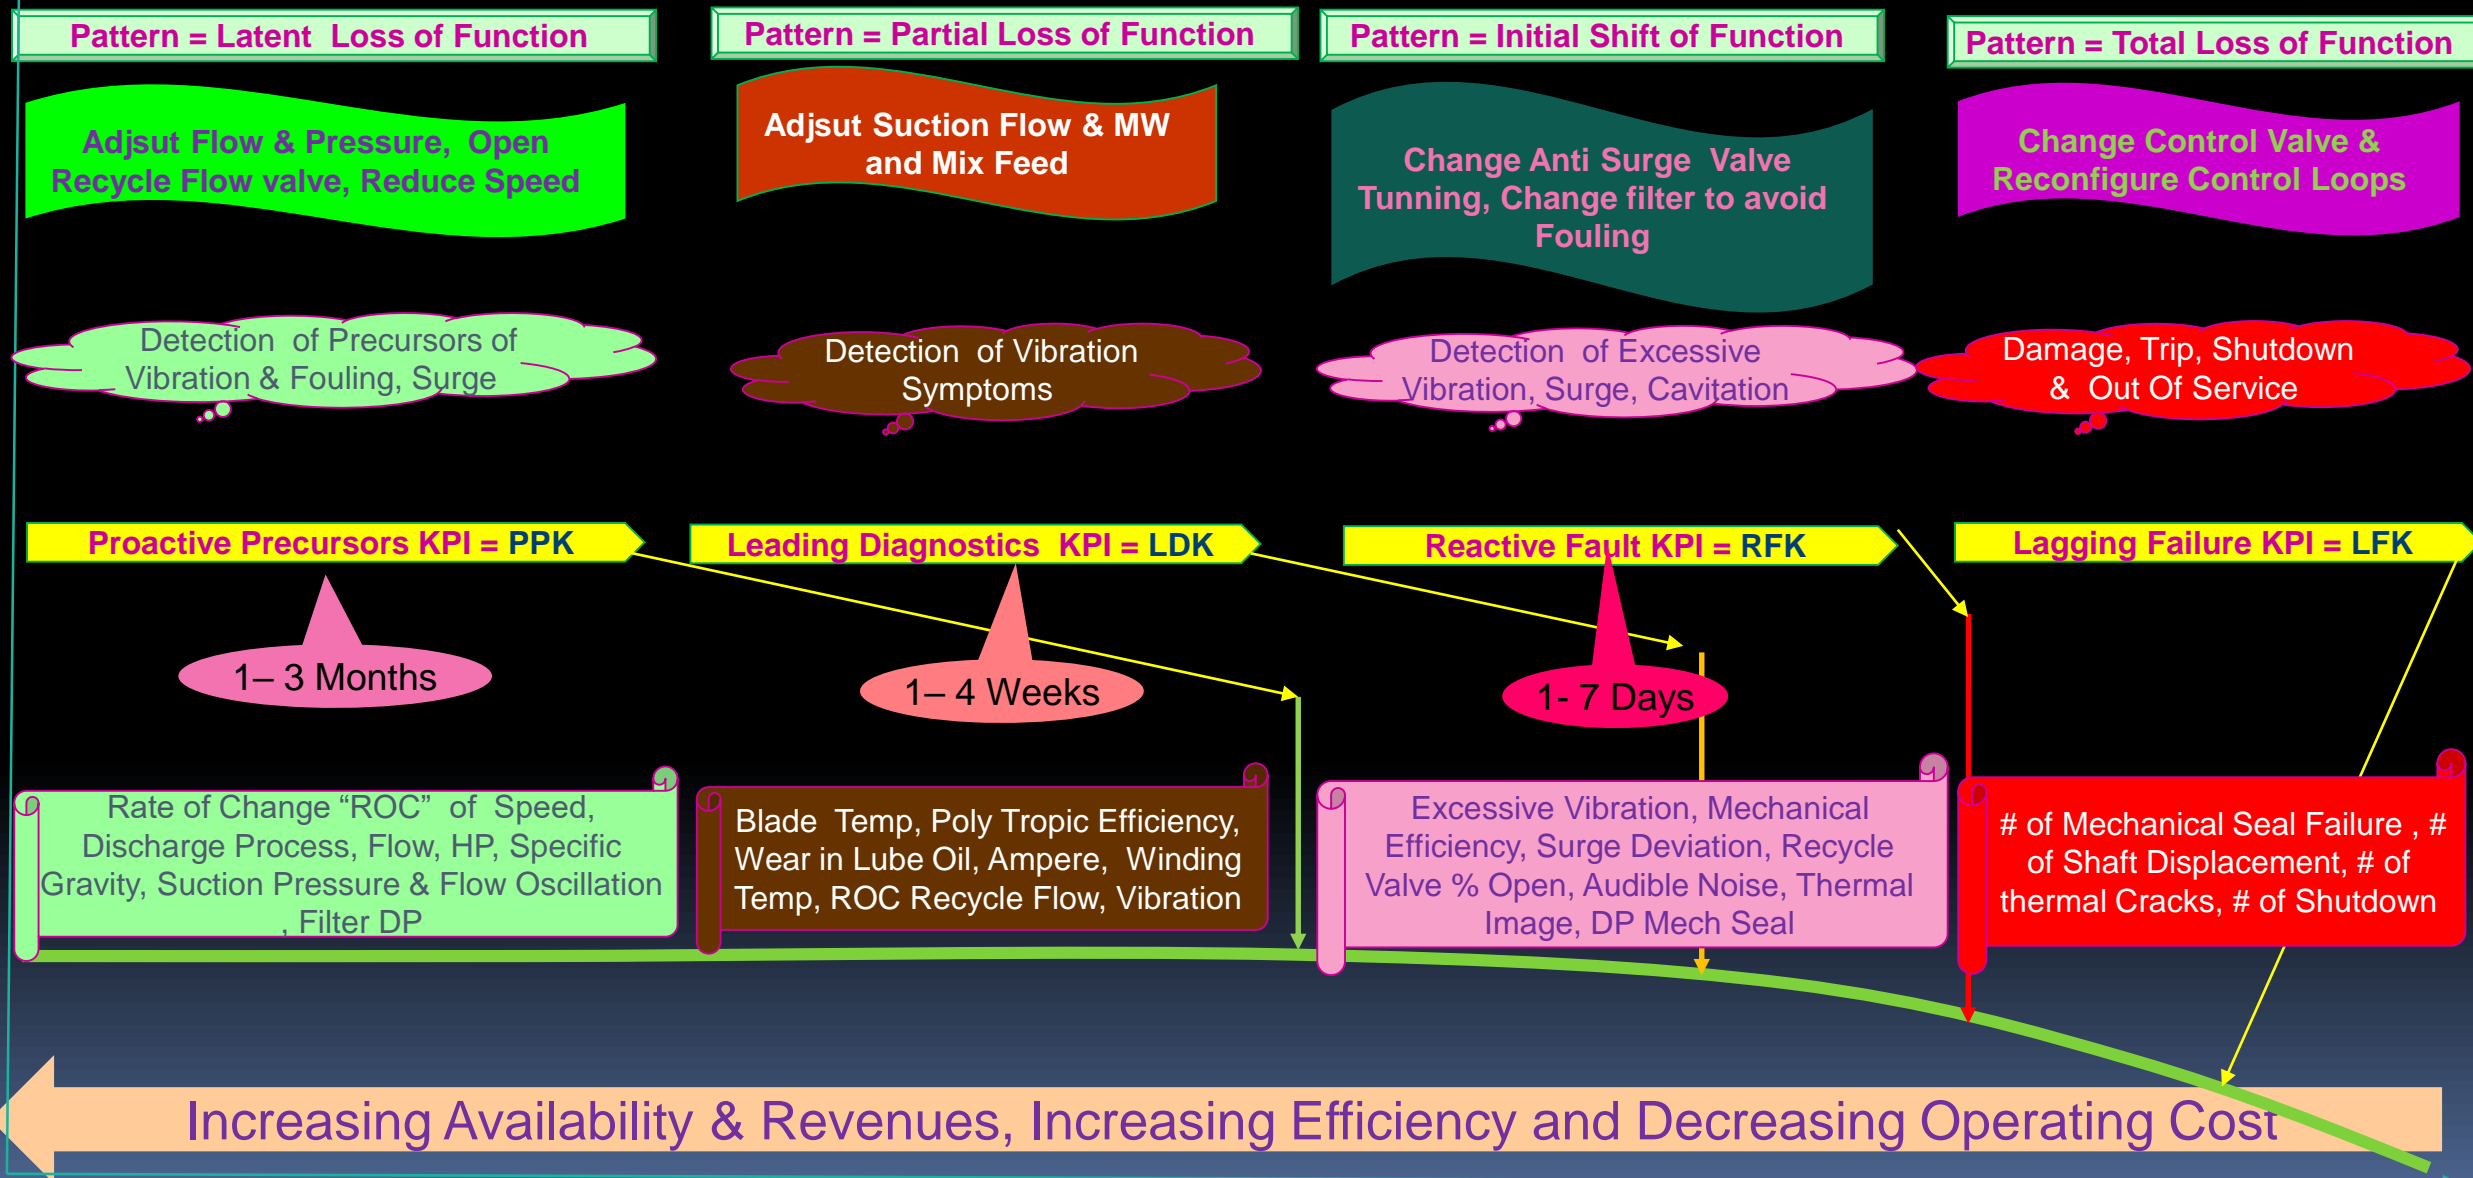 Pattern = Latent Loss of Function
Pattern = Partial Loss of Function
Pattern = Initial Shift of Function
Pattern = Total Loss of Function
Adjsut Flow & Pressure, Open
Recycle Flow valve, Reduce Speed
Adjsut Suction Flow & MW
and Mix Feed
Change Anti Surge Valve
Tunning, Change filter to avoid
Fouling
Change Control Valve &
Reconfigure Control Loops
Detection of Precursors of
Vibration & Fouling, Surge
Detection of Vibration
Symptoms
Detection of Excessive
Vibration, Surge, Cavitation
Damage, Trip, Shutdown
& Out Of Service
Proactive Precursors KPI = PPK
Leading Diagnostics KPI = LDK
Reactive Fault KPI = RFK
Lagging Failure KPI = LFK
1– 3 Months
1– 4 Weeks
1- 7 Days
Rate of Change “ROC” of Speed,
Discharge Process, Flow, HP, Specific
Gravity, Suction Pressure & Flow Oscillation
, Filter DP
Blade Temp, Poly Tropic Efficiency,
Wear in Lube Oil, Ampere, Winding
Temp, ROC Recycle Flow, Vibration
Excessive Vibration, Mechanical
Efficiency, Surge Deviation, Recycle
Valve % Open, Audible Noise, Thermal
Image, DP Mech Seal
# of Mechanical Seal Failure , #
of Shaft Displacement, # of
thermal Cracks, # of Shutdown
Increasing Availability & Revenues, Increasing Efficiency and Decreasing Operating Cost